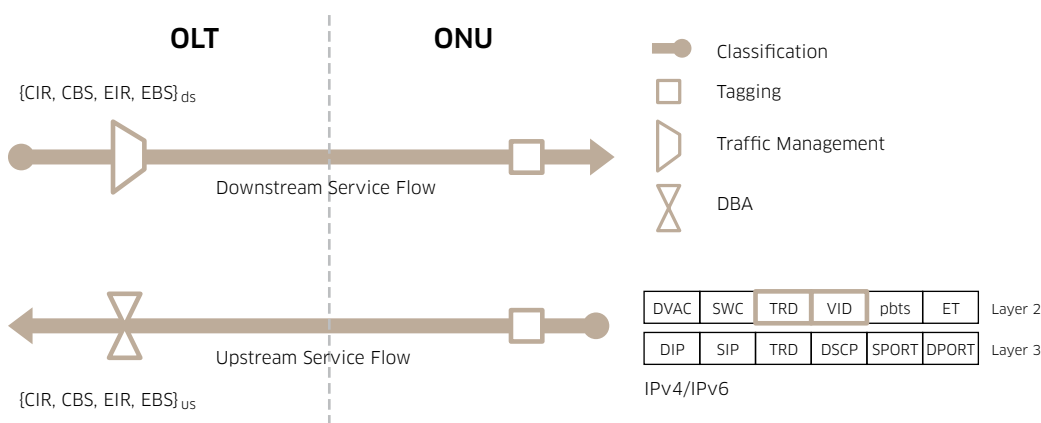 OLT ONU
{CIR, CBS, EIR, EBS} ds
Downstream Service Flow
Upstream Service Flow
{CIR, CBS, EIR, EBS} us
Classification
Tagging
Traffic Management
DBA
DVAC SWC TRD VID pbts ET Layer 2
DIP SIP TRD DSCP SPORT DPORT Layer 3
IPv4/IPv6